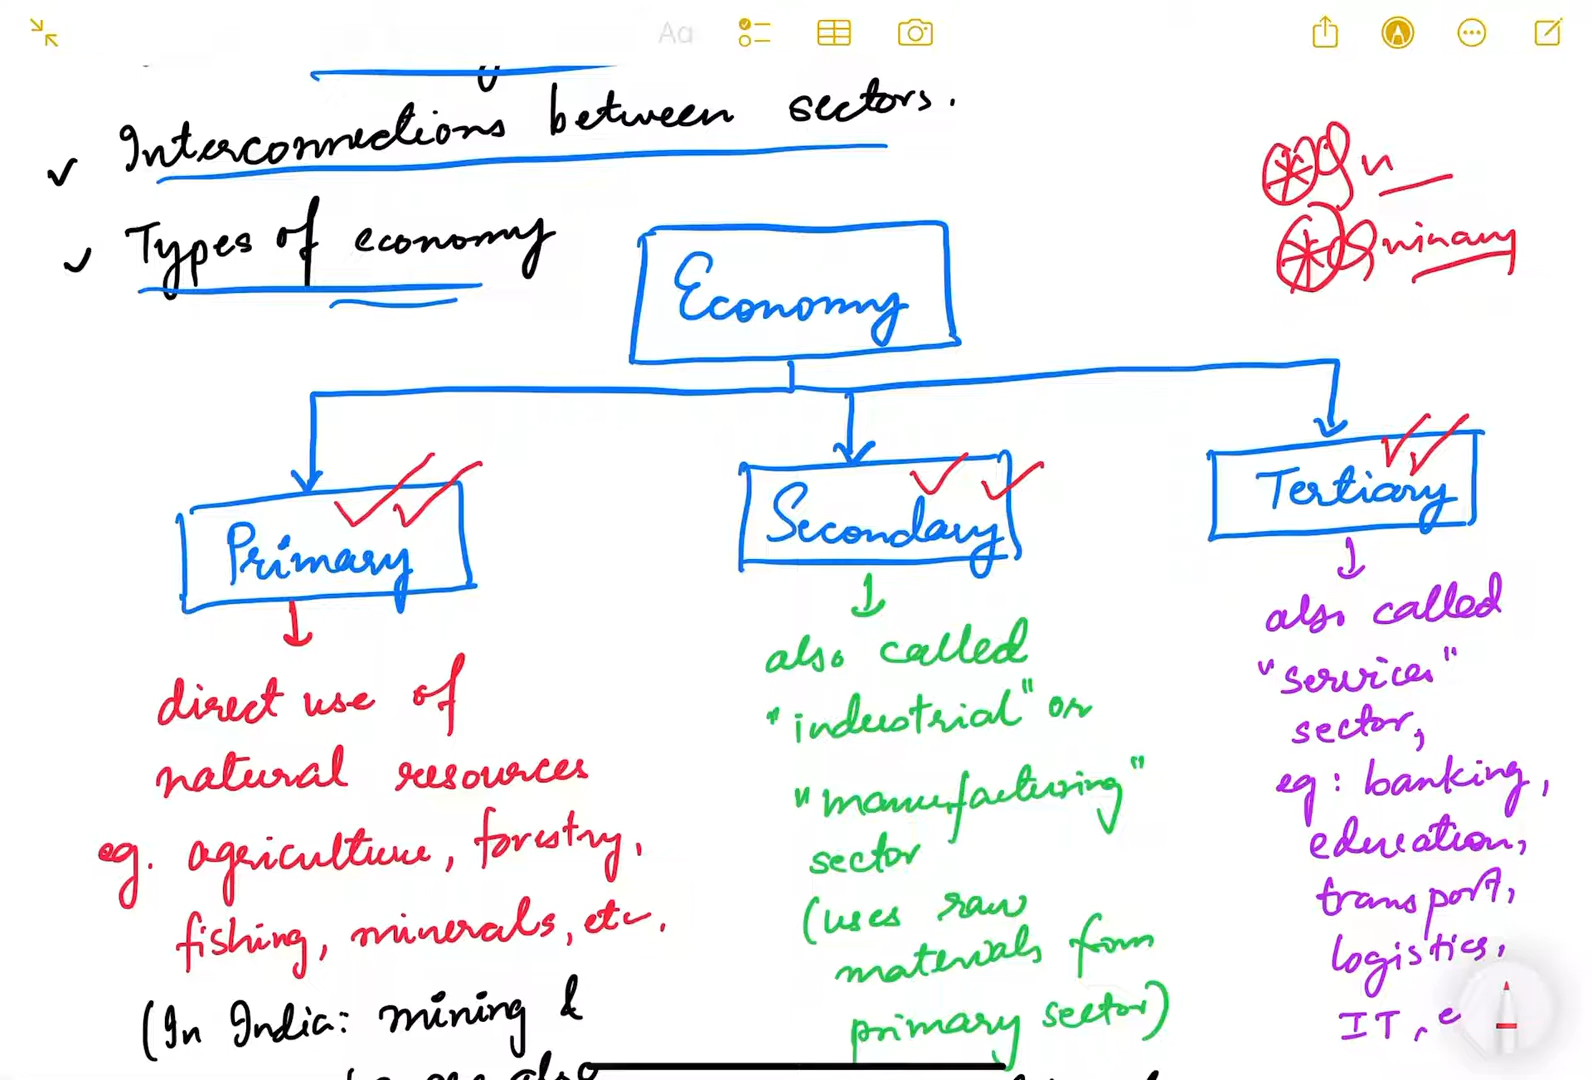 Aa
✓ Interconnections between sectors.
✓ Types of economy
Quinary
Economy
Primary
Secondary
Tertiary
direct use of
natural resources
eg. agriculture, forestry,
fishing, minerals, etc.
(In India: mining &
also called
"industrial" or
"manufacturing"
sector
(uses raw
materials from
primary sector)
also called
"services"
sector,
eg: banking,
education,
transport,
logistics,
IT, e